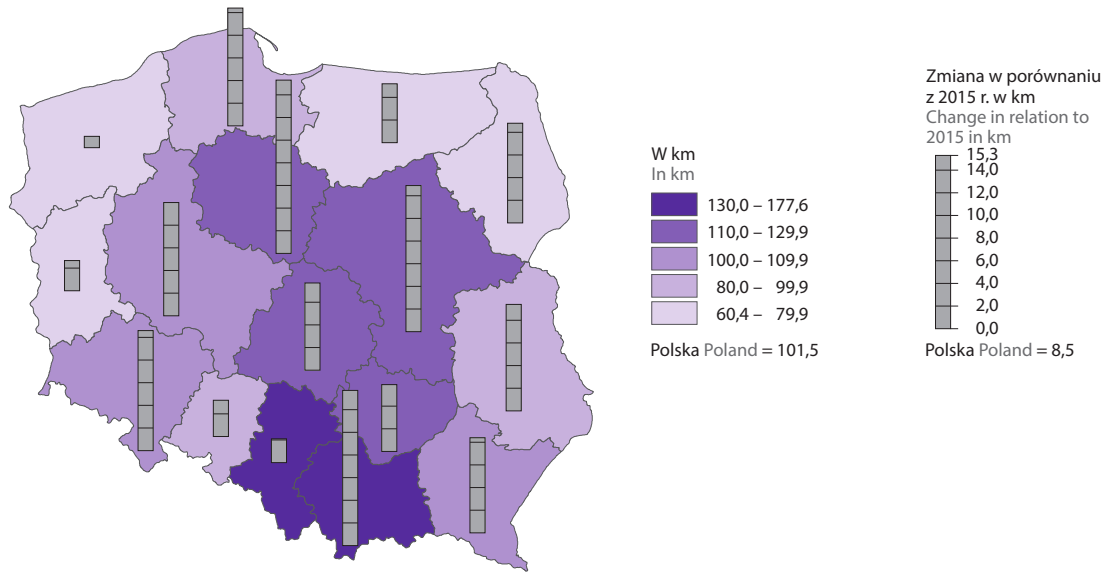 W km
In km
130,0 – 177,6
110,0 – 129,9
100,0 – 109,9
80,0 – 99,9
60,4 – 79,9
Polska Poland = 101,5
Zmiana w porównaniu
z 2015 r. w km
Change in relation to
2015 in km
15,3
14,0
12,0
10,0
8,0
6,0
4,0
2,0
0,0
Polska Poland = 8,5